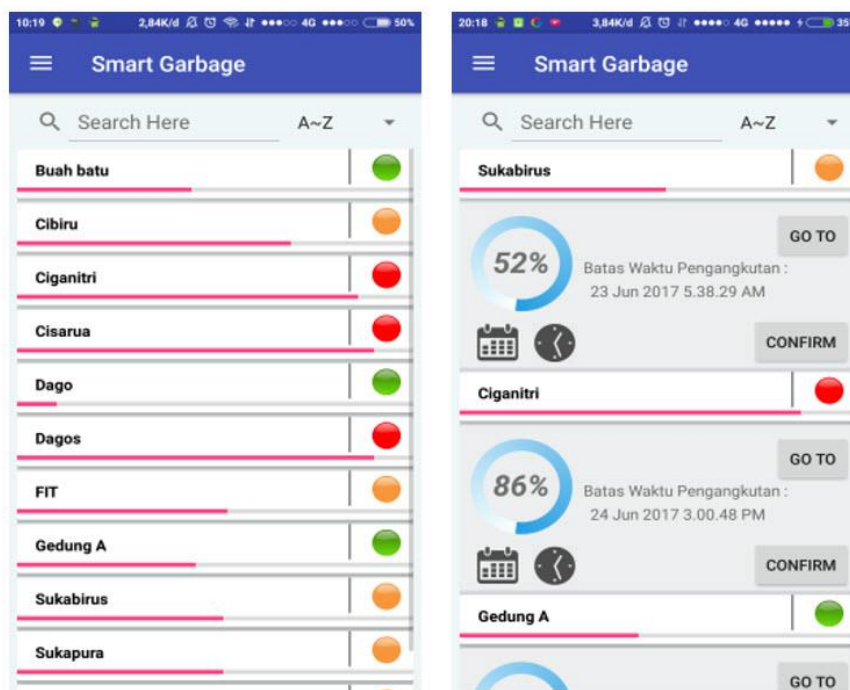 10:19 2,84K/d 4G 50%
Smart Garbage
Search Here A~Z
Buah batu
Cibiru
Ciganitri
Cisarua
Dago
Dagos
FIT
Gedung A
Sukabirus
Sukapura
20:18 3,84K/d 4G 35
Smart Garbage
Search Here A~Z
Sukabirus
GO TO
52%
Batas Waktu Pengangkutan :
23 Jun 2017 5.38.29 AM
CONFIRM
Ciganitri
GO TO
86%
Batas Waktu Pengangkutan :
24 Jun 2017 3.00.48 PM
CONFIRM
Gedung A
GO TO